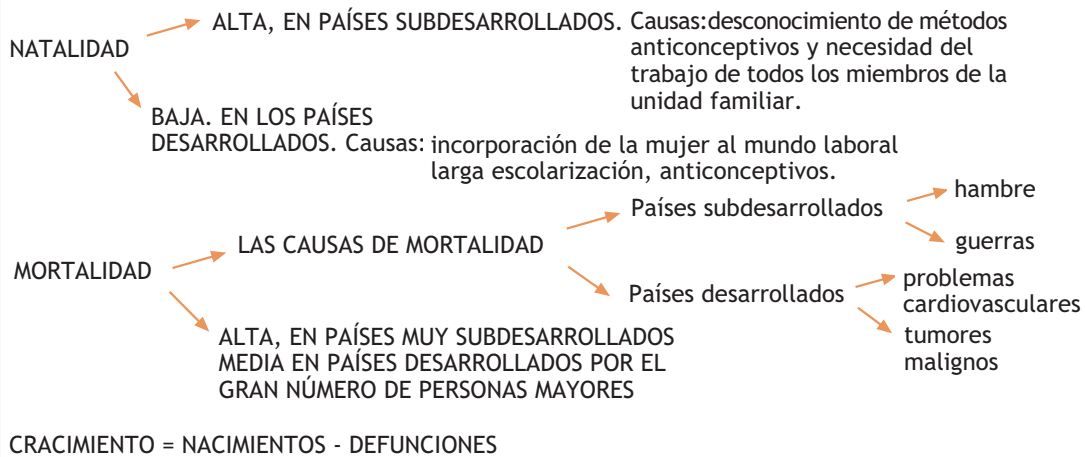 ALTA, EN PAÍSES SUBDESARROLLADOS. Causas:desconocimiento de métodos
anticonceptivos y necesidad del
trabajo de todos los miembros de la
unidad familiar.
NATALIDAD
BAJA. EN LOS PAÍSES
DESARROLLADOS. Causas: incorporación de la mujer al mundo laboral
larga escolarización, anticonceptivos.
MORTALIDAD
LAS CAUSAS DE MORTALIDAD
Países subdesarrollados
hambre
guerras
Países desarrollados
problemas
cardiovasculares
tumores
malignos
ALTA, EN PAÍSES MUY SUBDESARROLLADOS
MEDIA EN PAÍSES DESARROLLADOS POR EL
GRAN NÚMERO DE PERSONAS MAYORES
CRACIMIENTO = NACIMIENTOS - DEFUNCIONES